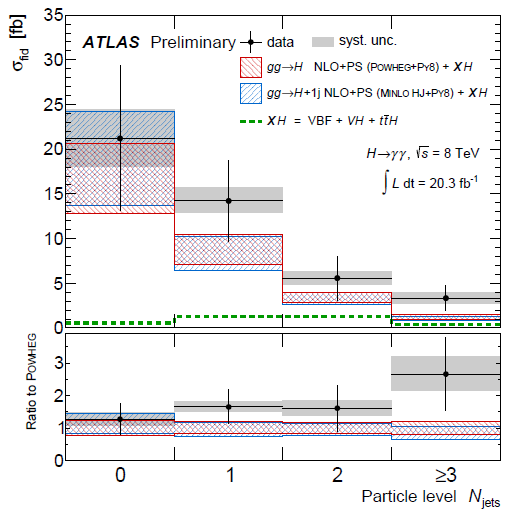 σfid [fb]
ATLAS Preliminary
data syst. unc.
gg→H NLO+PS (POWHEG+PY8) + XH
gg→H+1j NLO+PS (MINLO HJ+PY8) + XH
XH = VBF + VH + tt̄H
H→γγ, √s = 8 TeV
∫ L dt = 20.3 fb⁻¹
35
30
25
20
15
10
5
0
Ratio to POWHEG
3
2
1
0
0 1 2 ≥3
Particle level Njets